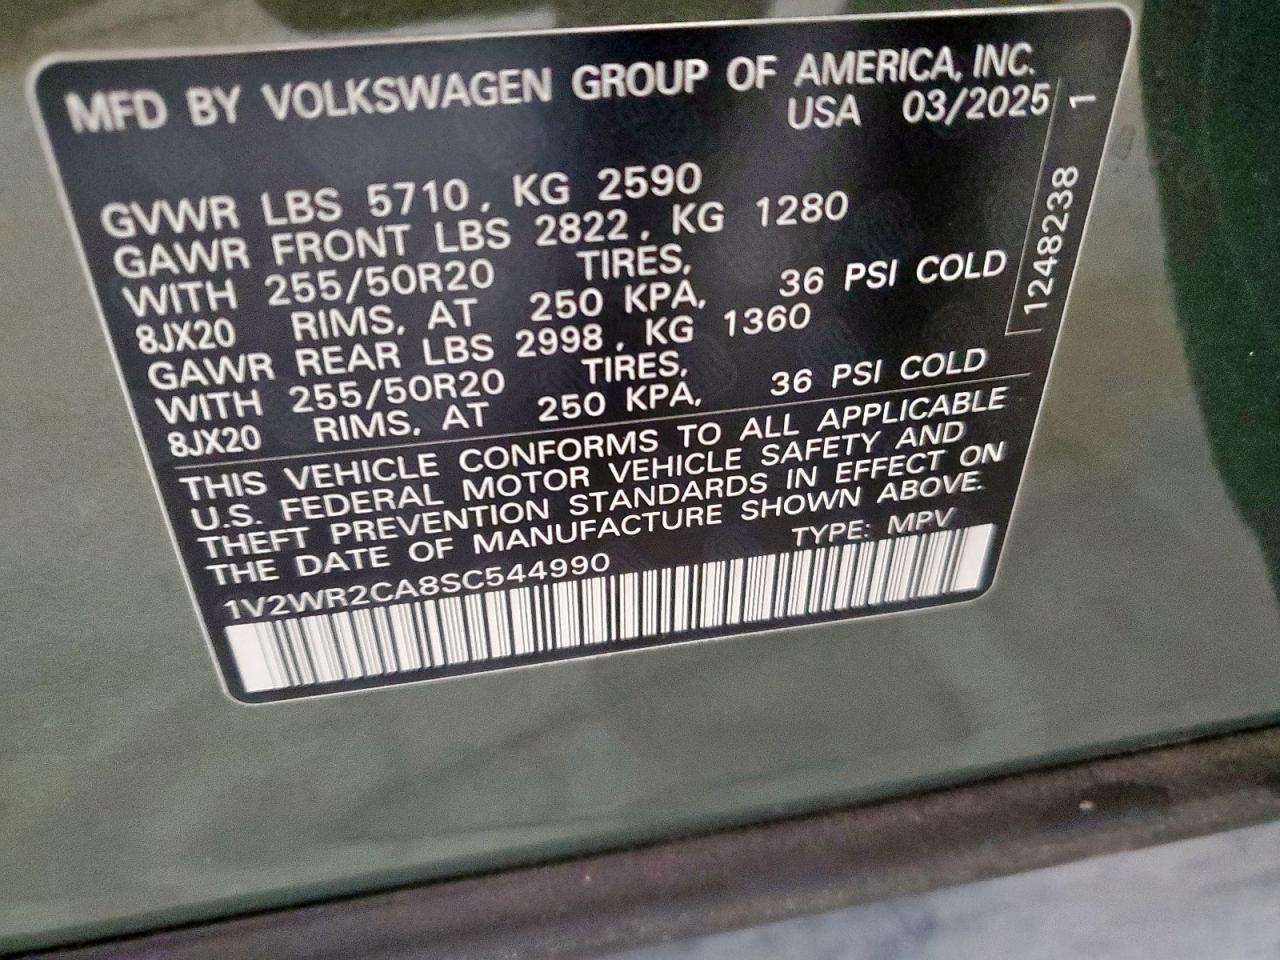 MFD BY VOLKSWAGEN GROUP OF AMERICA, INC.
USA 03/2025
GVWR LBS 5710, KG 2590
GAWR FRONT LBS 2822, KG 1280
WITH 255/50R20 TIRES,
8JX20 RIMS, AT 250 KPA, 36 PSI COLD
GAWR REAR LBS 2998, KG 1360
WITH 255/50R20 TIRES,
8JX20 RIMS, AT 250 KPA, 36 PSI COLD
THIS VEHICLE CONFORMS TO ALL APPLICABLE
U.S. FEDERAL MOTOR VEHICLE SAFETY AND
THEFT PREVENTION STANDARDS IN EFFECT ON
THE DATE OF MANUFACTURE SHOWN ABOVE.
1V2WR2CA8SC544990 TYPE: MPV
1248238 1